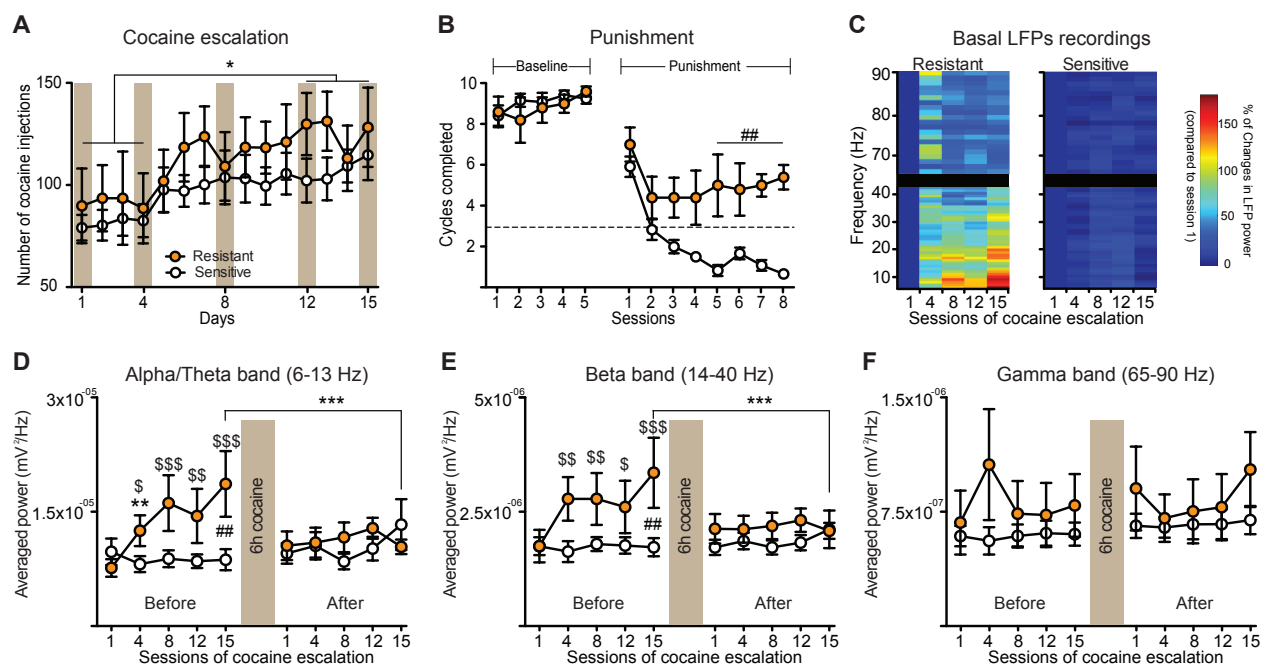 A
Cocaine escalation
Number of cocaine injections
150
100
50
*
Resistant
Sensitive
1 4 8 12 15
Days
B
Punishment
Baseline
Punishment
Cycles completed
10
8
6
4
2
##
1 2 3 4 5 1 2 3 4 5 6 7 8
Sessions
C
Basal LFPs recordings
Resistant
Sensitive
Frequency (Hz)
90
70
40
30
20
10
1 4 8 12 15 1 4 8 12 15
Sessions of cocaine escalation
150
100
50
0
% of Changes in LFP power
(compared to session 1)
D
Alpha/Theta band (6-13 Hz)
Averaged power (mV²/Hz)
3x10-05
1.5x10-05
***
$
**
$$$
$$
$$$
##
6h cocaine
Before
After
1 4 8 12 15 1 4 8 12 15
Sessions of cocaine escalation
E
Beta band (14-40 Hz)
Averaged power (mV²/Hz)
5x10-06
2.5x10-06
***
$$
$$
$
$$$
##
6h cocaine
Before
After
1 4 8 12 15 1 4 8 12 15
Sessions of cocaine escalation
F
Gamma band (65-90 Hz)
Averaged power (mV²/Hz)
1.5x10-06
7.5x10-07
6h cocaine
Before
After
1 4 8 12 15 1 4 8 12 15
Sessions of cocaine escalation